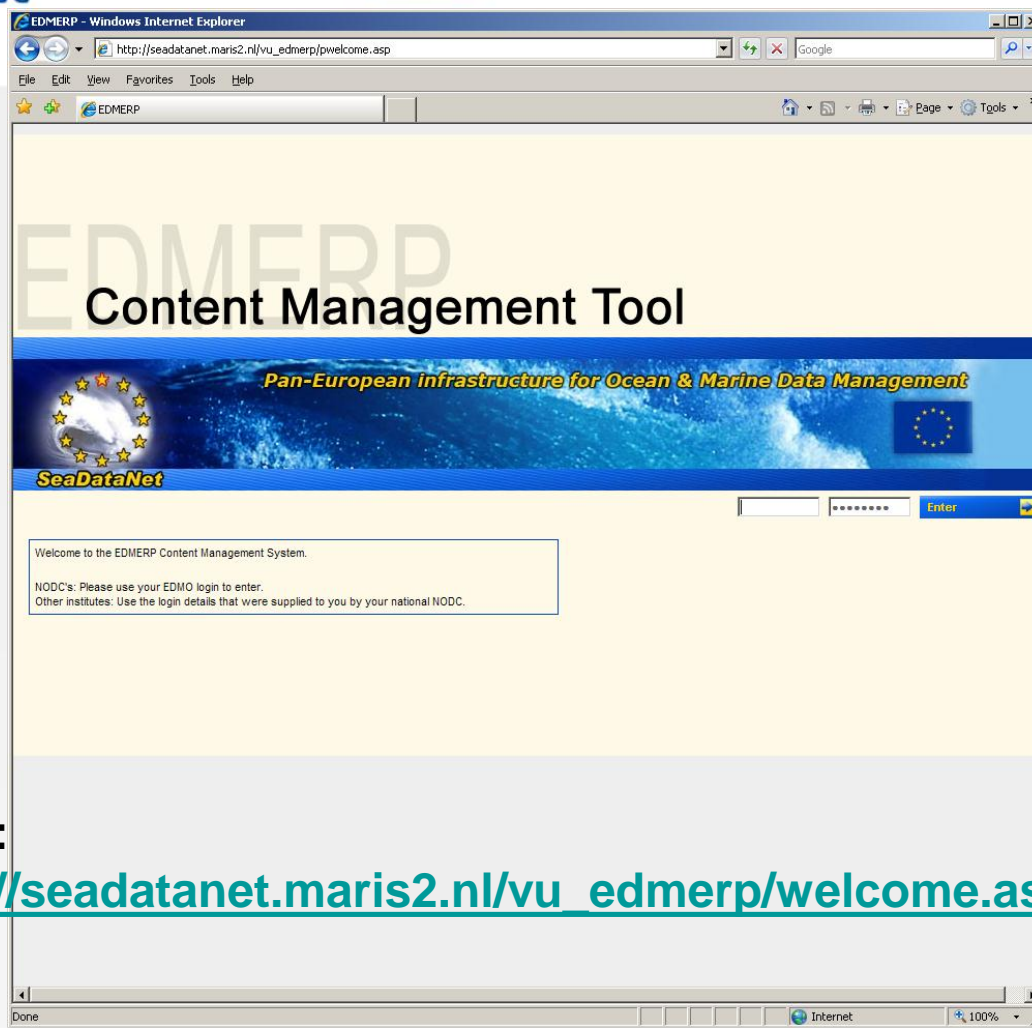 EDMERP - Windows Internet Explorer
http://seadatanet.maris2.nl/vu_edmerp/pwelcome.asp
Google
File Edit View Favorites Tools Help
EDMERP
Page Tools
EDMERP
Content Management Tool
Pan-European infrastructure for Ocean & Marine Data Management
SeaDataNet
Enter
Welcome to the EDMERP Content Management System.
NODC's: Please use your EDMO login to enter.
Other institutes: Use the login details that were supplied to you by your national NODC.
:
//seadatanet.maris2.nl/vu_edmerp/welcome.as
Done Internet 100%